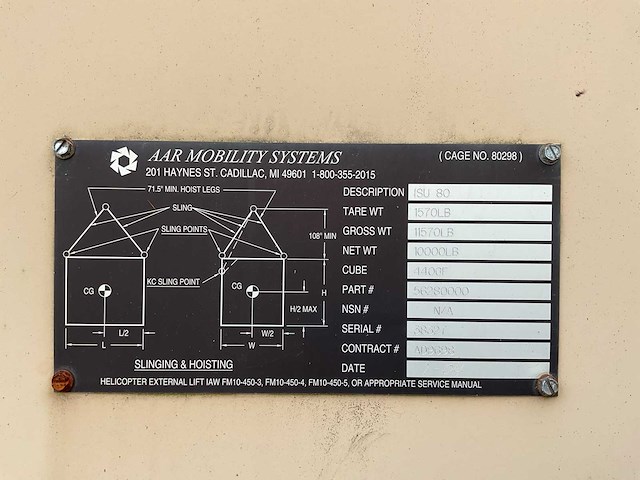 AAR MOBILITY SYSTEMS
( CAGE NO. 80298 )
201 HAYNES ST. CADILLAC, MI 49601 1-800-355-2015
71.5" MIN. HOIST LEGS
SLING
SLING POINTS
108" MIN
KC SLING POINT
CG
CG
H
H/2 MAX
L/2
W/2
L
W
SLINGING & HOISTING
DESCRIPTION ISU 80
TARE WT 1570LB
GROSS WT 11570LB
NET WT 10000LB
CUBE
PART # 56280000
NSN # N/A
SERIAL #
CONTRACT #
DATE
HELICOPTER EXTERNAL LIFT IAW FM10-450-3, FM10-450-4, FM10-450-5, OR APPROPRIATE SERVICE MANUAL